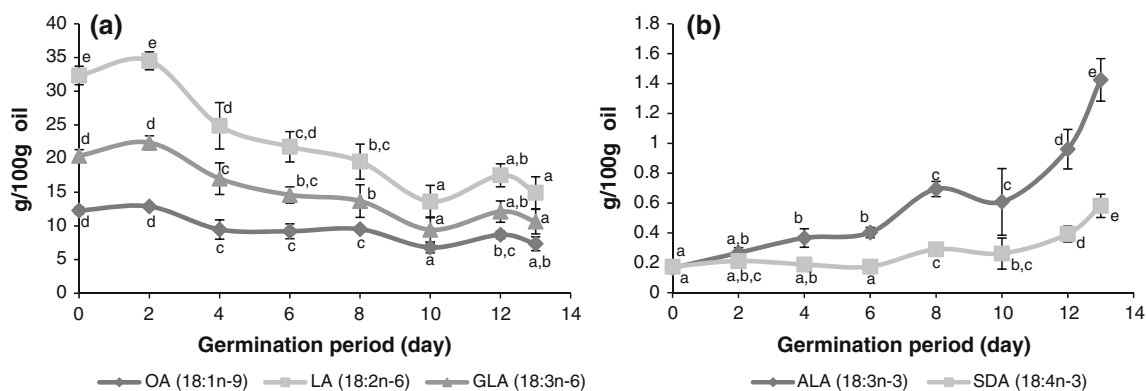 (a)
40
35
30
25
20
15
10
5
0
g/100g oil
e
e
d
c,d
b,c
a
a,b
a
d
d
c
b,c
b
a
a,b
a
d
d
c
c
c
a
b,c
a,b
0 2 4 6 8 10 12 14
Germination period (day)
OA (18:1n-9) LA (18:2n-6) GLA (18:3n-6)
(b)
1.8
1.6
1.4
1.2
1
0.8
0.6
0.4
0.2
0
g/100g oil
a
a,b
b
b
c
c
d
e
a
a,b,c
a,b
a
c
b,c
d
e
0 2 4 6 8 10 12 14
Germination period (day)
ALA (18:3n-3) SDA (18:4n-3)